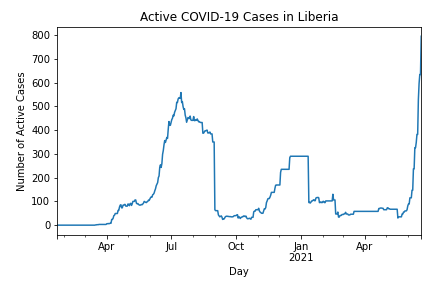 Active COVID-19 Cases in Liberia
Number of Active Cases
800
700
600
500
400
300
200
100
0
Apr Jul Oct Jan Apr
2021
Day